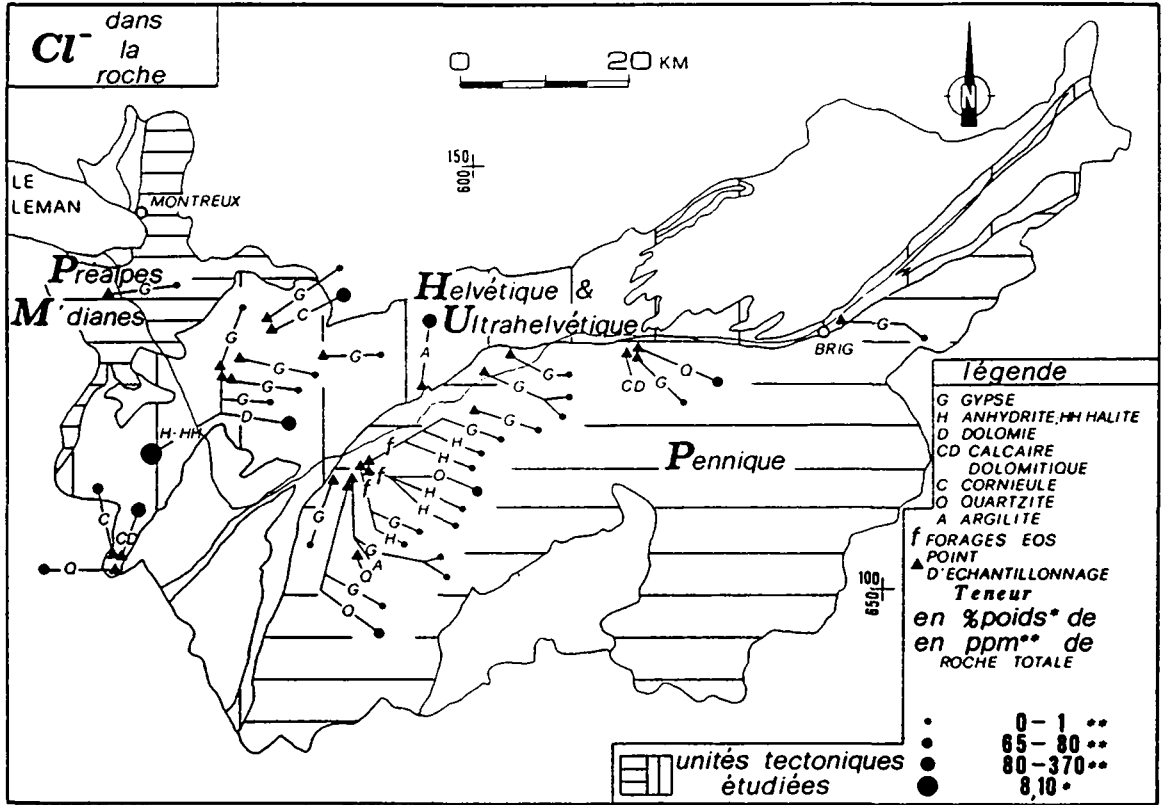 Cl⁻ dans
la
roche
0 20 KM
N
150
600
LE
LEMAN
MONTREUX
Préalpes
M'dianes
Helvétique &
Ultrahelvétique
Pennique
BRIG
G
G
C
G
G
G
G
G
D
H-HH
A
G
G
CD
G
Q
G
C
CD
Q
f
f
f
G
G
H
H
Q
H
H
G
G
H
G
A
Q
G
Q
100
650
légende
G GYPSE
H ANHYDRITE, HH HALITE
D DOLOMIE
CD CALCAIRE
DOLOMITIQUE
C CORNIEULE
Q QUARTZITE
A ARGILITE
f FORAGES EOS
POINT
D'ECHANTILLONNAGE
Teneur
en %poids* de
en ppm** de
ROCHE TOTALE
0-1 **
65-80 **
80-370 **
8,10 *
unités tectoniques
étudiées